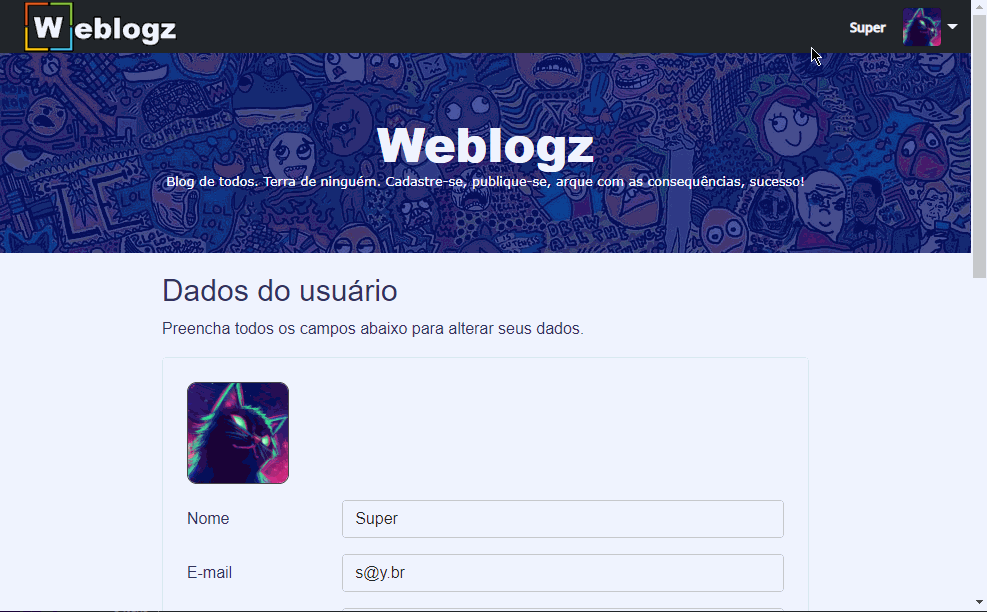 Weblogz
Super
Weblogz
Blog de todos. Terra de ninguém. Cadastre-se, publique-se, arque com as consequências, sucesso!
LOL
Dados do usuário
Preencha todos os campos abaixo para alterar seus dados.
Nome
Super
E-mail
s@y.br